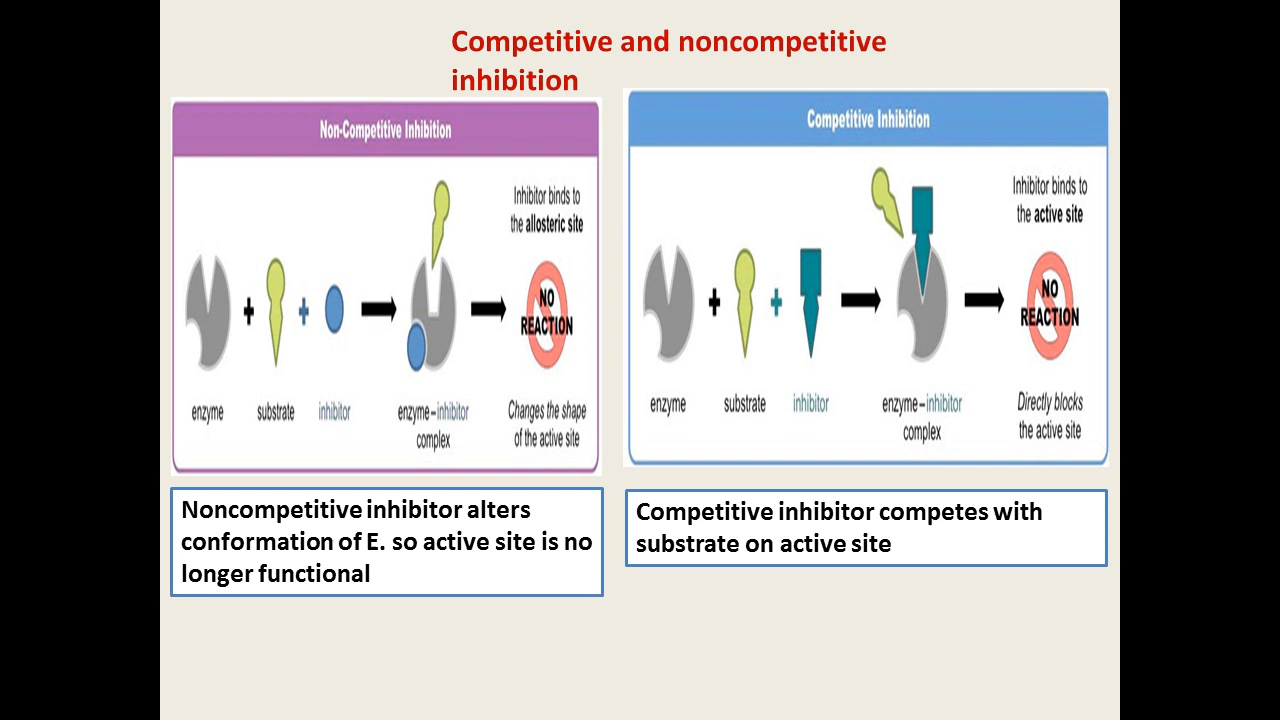 Competitive and noncompetitive
inhibition
Non-Competitive Inhibition
Inhibitor binds to
the allosteric site
+
+
NO
REACTION
enzyme
substrate
inhibitor
enzyme–inhibitor
complex
Changes the shape
of the active site
Noncompetitive inhibitor alters
conformation of E. so active site is no
longer functional
Competitive Inhibition
Inhibitor binds to
the active site
+
+
NO
REACTION
enzyme
substrate
inhibitor
enzyme–inhibitor
complex
Directly blocks
the active site
Competitive inhibitor competes with
substrate on active site